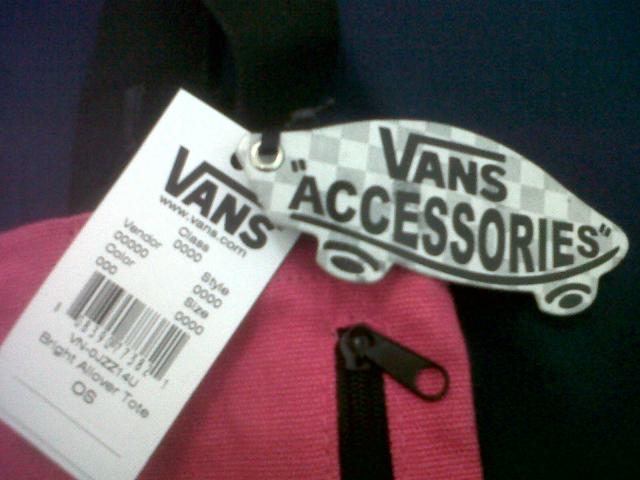 VANS
"ACCESSORIES"
VANS
www.vans.com
Class
0000
Vendor
00000
Style
0000
Color
000
Size
0000
VN-0JZZ14U
Bright Allover Tote
OS